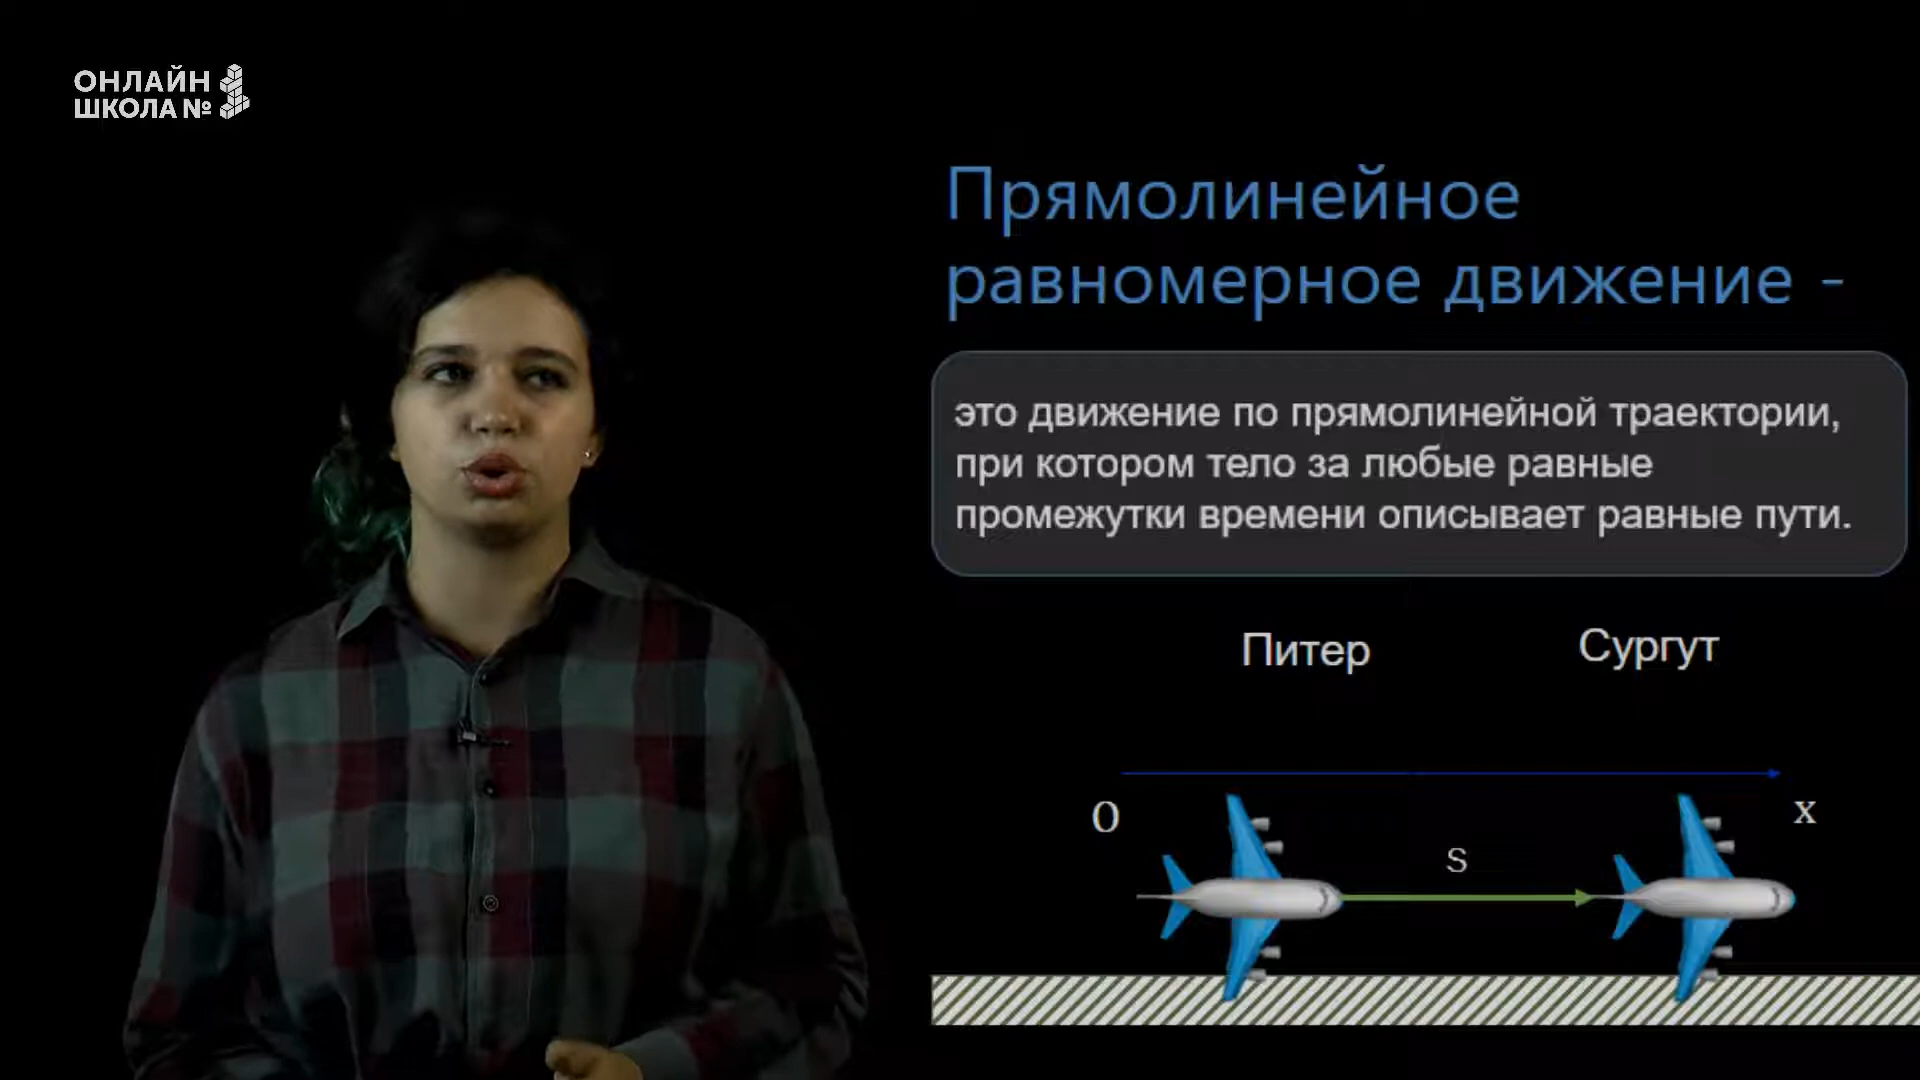 ОНЛАЙН
ШКОЛА №1
Прямолинейное
равномерное движение -
это движение по прямолинейной траектории,
при котором тело за любые равные
промежутки времени описывает равные пути.
Питер Сургут
O x
S